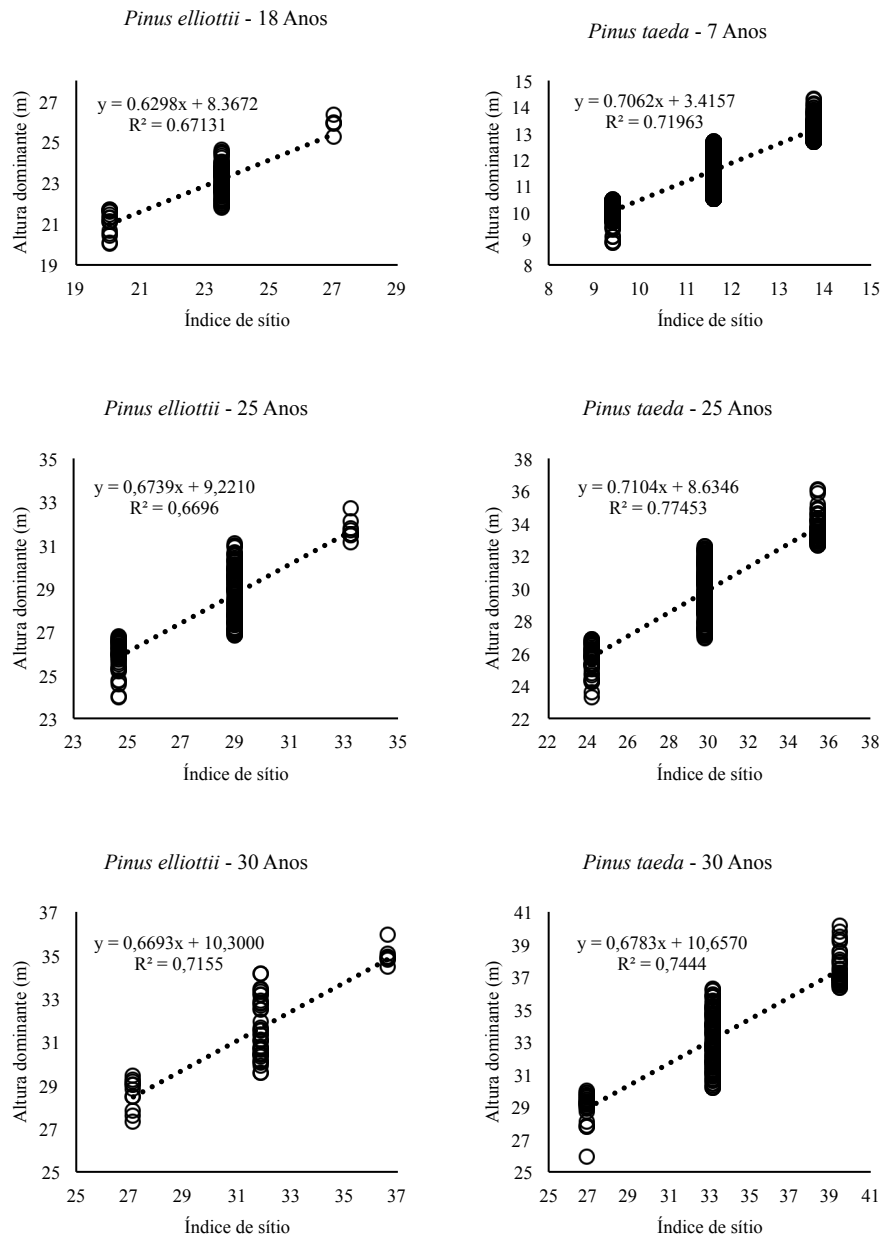 Pinus elliottii - 18 Anos
Altura dominante (m)
27
25
23
21
19
y = 0.6298x + 8.3672
R² = 0.67131
19 21 23 25 27 29
Índice de sítio
Pinus taeda - 7 Anos
Altura dominante (m)
15
14
13
12
11
10
9
8
y = 0.7062x + 3.4157
R² = 0.71963
8 9 10 11 12 13 14 15
Índice de sítio
Pinus elliottii - 25 Anos
Altura dominante (m)
35
33
31
29
27
25
23
y = 0,6739x + 9,2210
R² = 0,6696
23 25 27 29 31 33 35
Índice de sítio
Pinus taeda - 25 Anos
Altura dominante (m)
38
36
34
32
30
28
26
24
22
y = 0.7104x + 8.6346
R² = 0.77453
22 24 26 28 30 32 34 36 38
Índice de sítio
Pinus elliottii - 30 Anos
Altura dominante (m)
37
35
33
31
29
27
25
y = 0,6693x + 10,3000
R² = 0,7155
25 27 29 31 33 35 37
Índice de sítio
Pinus taeda - 30 Anos
Altura dominante (m)
41
39
37
35
33
31
29
27
25
y = 0,6783x + 10,6570
R² = 0,7444
25 27 29 31 33 35 37 39 41
Índice de sítio